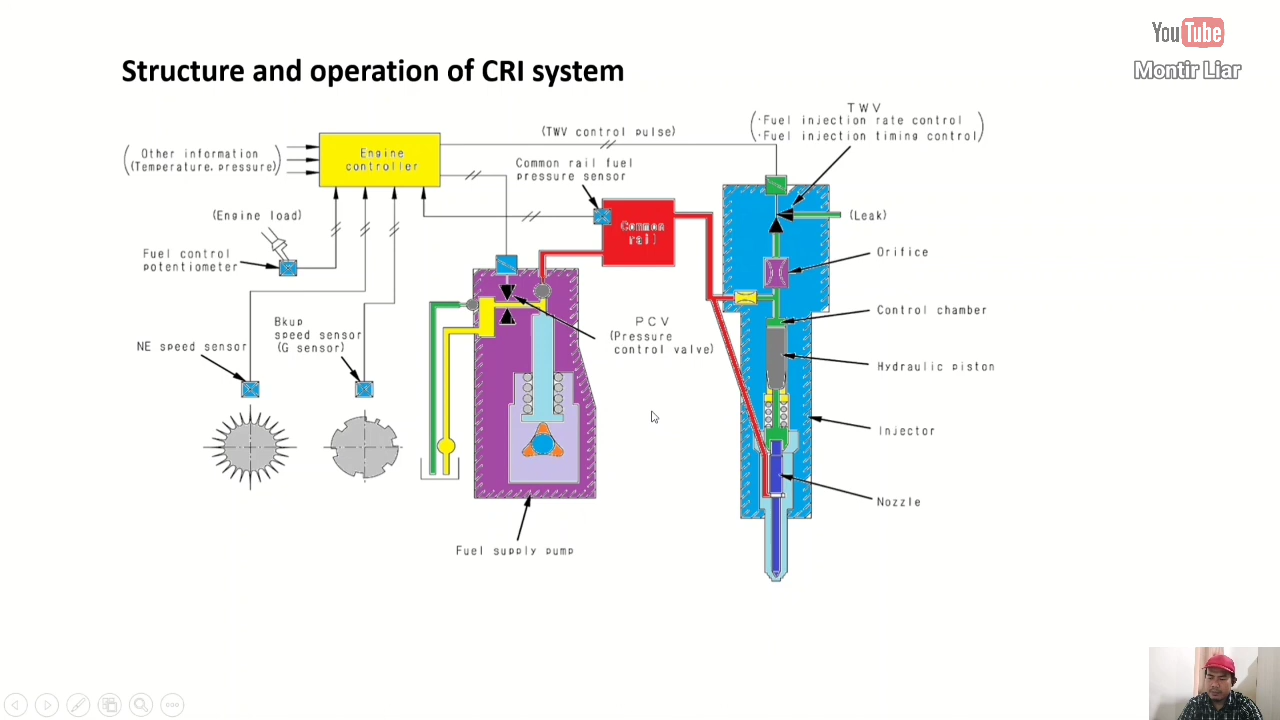 YouTube
Montir Liar
Structure and operation of CRI system
TWV
(･Fuel injection rate control
･Fuel injection timing control)
(TWV control pulse)
Other information
(Temperature, pressure)
Engine
controller
Common rail fuel
pressure sensor
(Engine load)
Common
rail
(Leak)
Fuel control
potentiometer
Orifice
Control chamber
Bkup
speed sensor
(G sensor)
PCV
(Pressure
control valve)
NE speed sensor
Hydraulic piston
Injector
Nozzle
Fuel supply pump